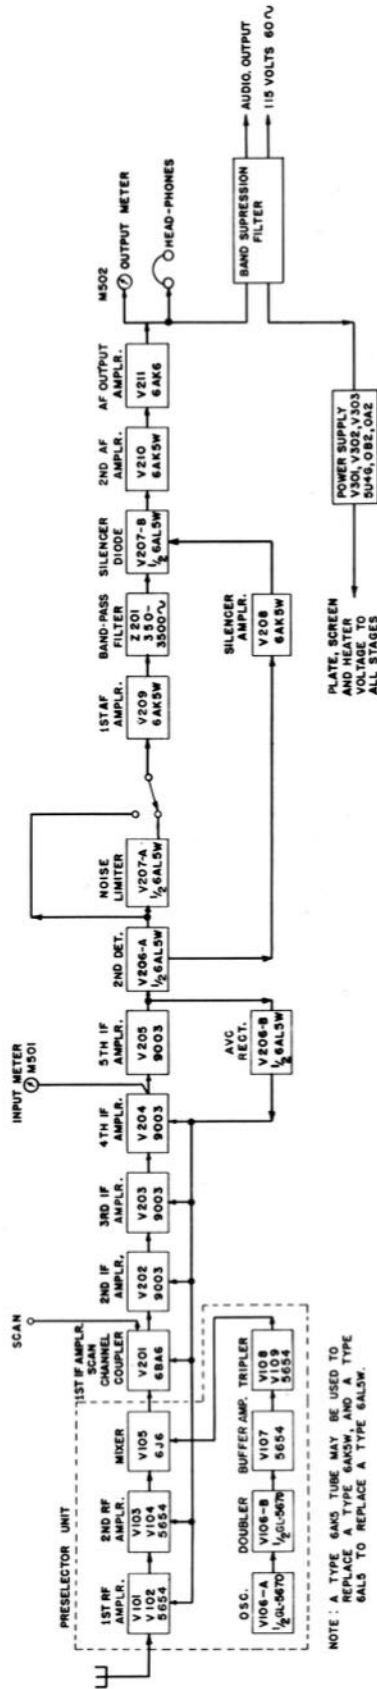 SCAN
INPUT METER
M501
M502
OUTPUT METER
HEAD-PHONES
PRESELECTOR UNIT
1ST RF
AMPLR.
V101
V102
5654
2ND RF
AMPLR.
V103
V104
5654
MIXER
V105
6J6
1ST IF AMPLR.
SCAN
CHANNEL
COUPLER
V201
6BA6
2ND IF
AMPLR.
V202
9003
3RD IF
AMPLR.
V203
9003
4TH IF
AMPLR.
V204
9003
5TH IF
AMPLR.
V205
9003
2ND DET.
V206-A
1/2 6AL5W
NOISE
LIMITER
V207-A
1/2 6AL5W
1ST AF
AMPLR.
V209
6AK5W
BAND-PASS
FILTER
Z201
350-
3500~
SILENCER
DIODE
V207-B
1/2 6AL5W
2ND AF
AMPLR.
V210
6AK5W
AF OUTPUT
AMPLR.
V211
6AK6
BAND SUPRESSION
FILTER
AUDIO, OUTPUT
115 VOLTS 60~
OSC.
V106-A
1/2 GL-5670
DOUBLER
V106-B
1/2 GL-5670
BUFFER AMP.
V107
5654
TRIPLER
V108
V109
5654
AVC
RECT.
V206-B
1/2 6AL5W
SILENCER
AMPLR.
V208
6AK5W
POWER SUPPLY
V301, V302, V303
5U4G, OB2, OA2
PLATE, SCREEN
AND HEATER
VOLTAGE TO
ALL STAGES
NOTE: A TYPE 6AK5 TUBE MAY BE USED TO
REPLACE A TYPE 6AK5W, AND A TYPE
6AL5 TO REPLACE A TYPE 6AL5W.